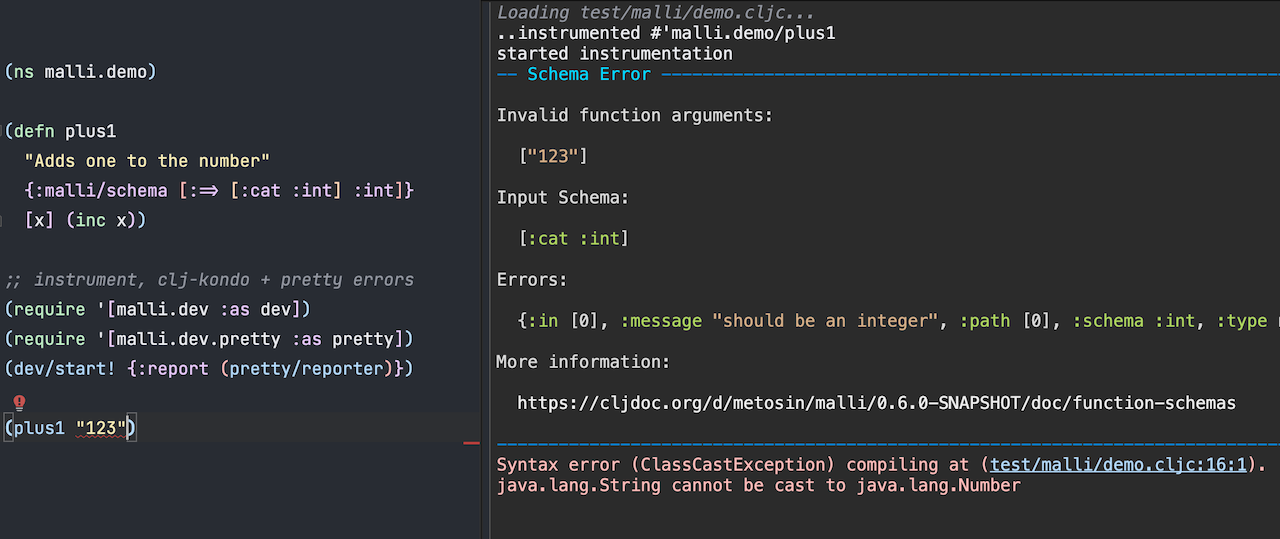 (ns malli.demo)
(defn plus1
"Adds one to the number"
{:malli/schema [:=> [:cat :int] :int]}
[x] (inc x))
;; instrument, clj-kondo + pretty errors
(require '[malli.dev :as dev])
(require '[malli.dev.pretty :as pretty])
(dev/start! {:report (pretty/reporter)})
(plus1 "123")
Loading test/malli/demo.cljc...
..instrumented #'malli.demo/plus1
started instrumentation
-- Schema Error ------------------------------------------------------------
Invalid function arguments:
["123"]
Input Schema:
[:cat :int]
Errors:
{:in [0], :message "should be an integer", :path [0], :schema :int, :type
More information:
https://cljdoc.org/d/metosin/malli/0.6.0-SNAPSHOT/doc/function-schemas
Syntax error (ClassCastException) compiling at (test/malli/demo.cljc:16:1).
java.lang.String cannot be cast to java.lang.Number